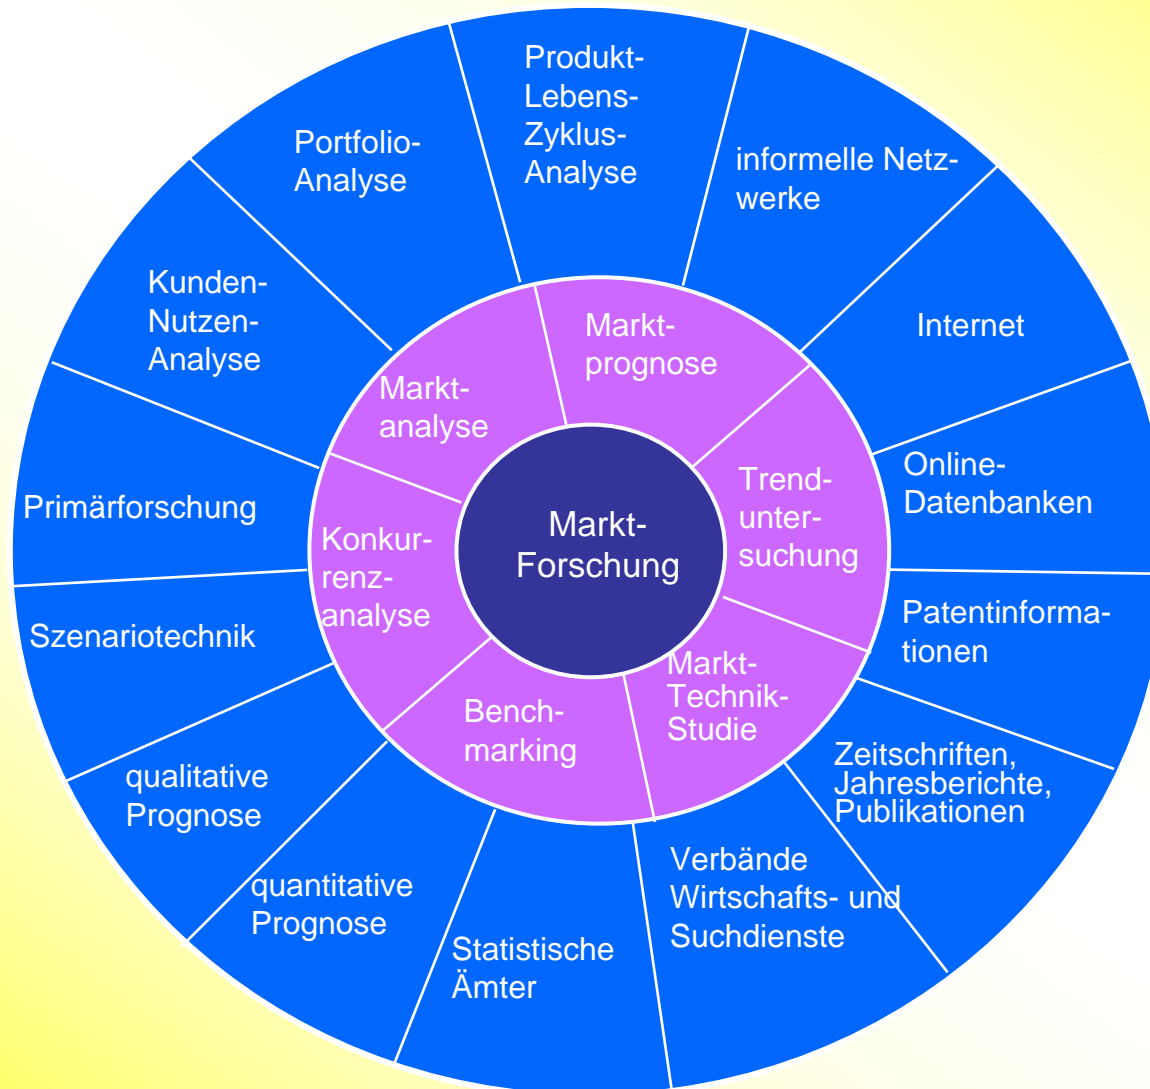 Produkt-
Lebens-
Zyklus-
Analyse
informelle Netz-
werke
Internet
Online-
Datenbanken
Patentinforma-
tionen
Zeitschriften,
Jahresberichte,
Publikationen
Verbände
Wirtschafts- und
Suchdienste
Statistische
Ämter
quantitative
Prognose
qualitative
Prognose
Szenariotechnik
Primärforschung
Kunden-
Nutzen-
Analyse
Portfolio-
Analyse
Markt-
prognose
Trend-
unter-
suchung
Markt-
Technik-
Studie
Bench-
marking
Konkur-
renz-
analyse
Markt-
analyse
Markt-
Forschung